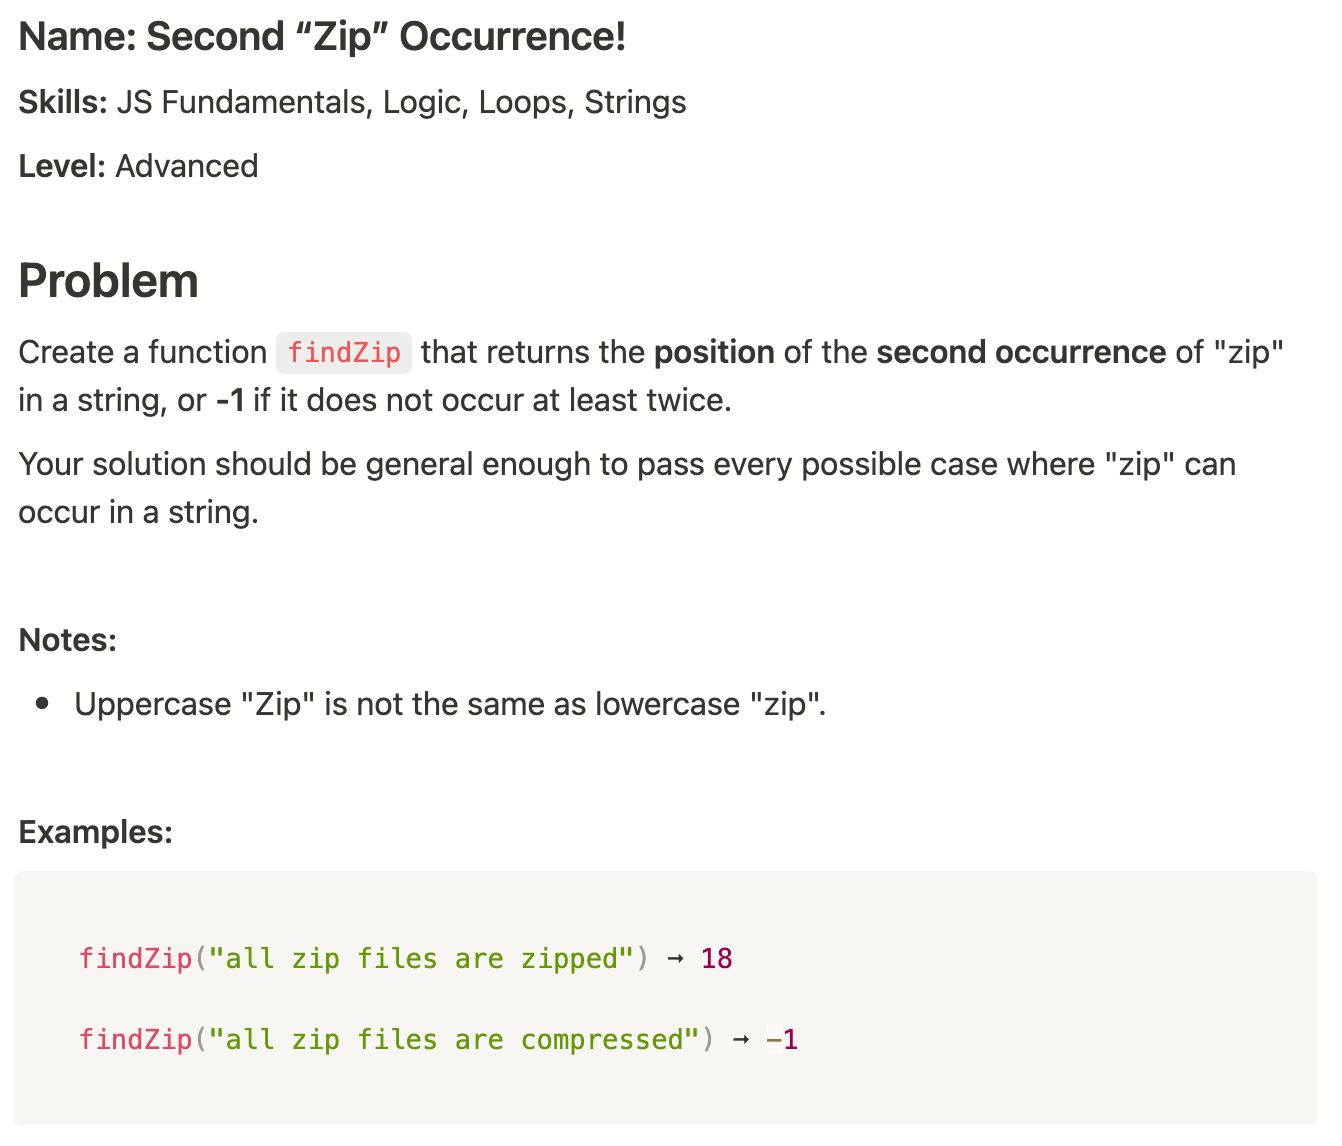 Name: Second “Zip” Occurrence!
Skills: JS Fundamentals, Logic, Loops, Strings
Level: Advanced
Problem
Create a function findZip that returns the position of the second occurrence of "zip"
in a string, or -1 if it does not occur at least twice.
Your solution should be general enough to pass every possible case where "zip" can
occur in a string.
Notes:
• Uppercase "Zip" is not the same as lowercase "zip".
Examples:
findZip("all zip files are zipped") → 18
findZip("all zip files are compressed") → -1